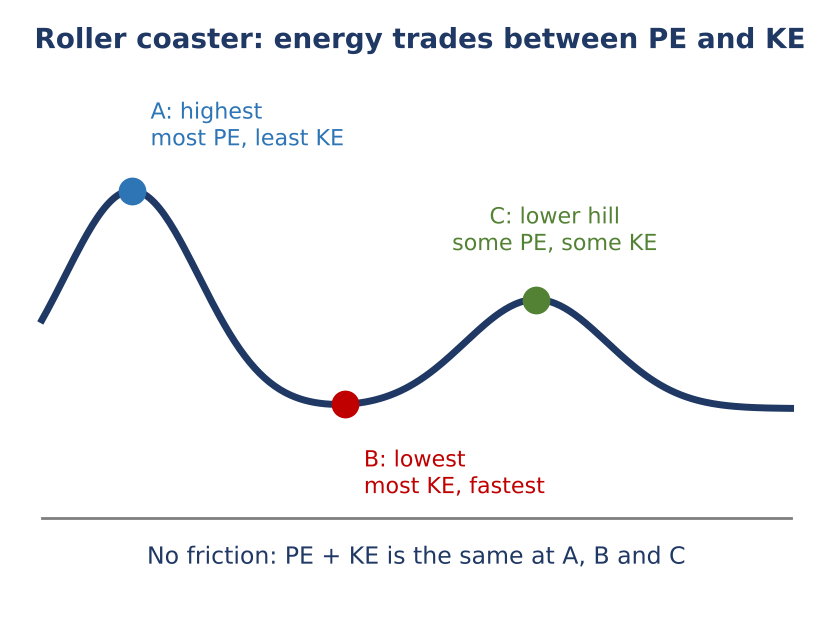 Roller coaster: energy trades between PE and KE
A: highest
most PE, least KE
C: lower hill
some PE, some KE
B: lowest
most KE, fastest
No friction: PE + KE is the same at A, B and C